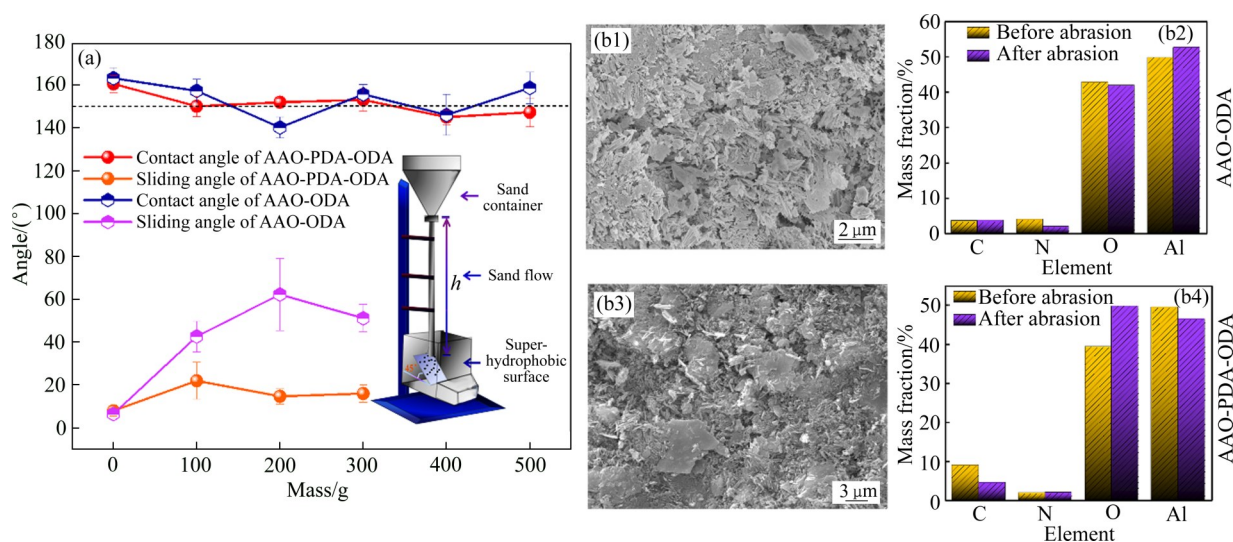 (a)
180
160
140
120
100
80
60
40
20
0
Angle/(°)
Contact angle of AAO-PDA-ODA
Sliding angle of AAO-PDA-ODA
Contact angle of AAO-ODA
Sliding angle of AAO-ODA
Sand
container
h
Sand flow
Super-
hydrophobic
surface
0 100 200 300 400 500
Mass/g
(b1)
2 μm
(b2)
60
50
40
30
20
10
0
Mass fraction/%
Before abrasion
After abrasion
C N O Al
Element
AAO-ODA
(b3)
3 μm
(b4)
50
40
30
20
10
0
Mass fraction/%
Before abrasion
After abrasion
C N O Al
Element
AAO-PDA-ODA